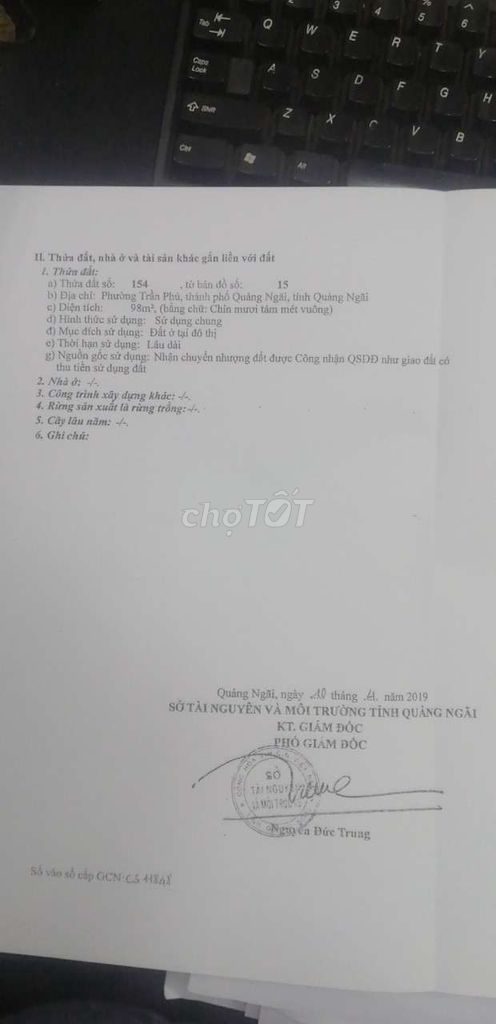 % ^
3 4 5 6
Tab Q W E R T Y
Caps Lock A S D F G H
Z X C V B
Ctrl Alt
II. Thửa đất, nhà ở và tài sản khác gắn liền với đất
1. Thửa đất:
a) Thửa đất số: 154 , tờ bản đồ số: 15
b) Địa chỉ: Phường Trần Phú, thành phố Quảng Ngãi, tỉnh Quảng Ngãi
c) Diện tích: 98m², (bằng chữ: Chín mươi tám mét vuông)
d) Hình thức sử dụng: Sử dụng chung
đ) Mục đích sử dụng: Đất ở tại đô thị
e) Thời hạn sử dụng: Lâu dài
g) Nguồn gốc sử dụng: Nhận chuyển nhượng đất được Công nhận QSDĐ như giao đất có
thu tiền sử dụng đất
2. Nhà ở: -/-.
3. Công trình xây dựng khác: -/-.
4. Rừng sản xuất là rừng trồng:-/-.
5. Cây lâu năm: -/-.
6. Ghi chú:
chợTỐT
Quảng Ngãi, ngày tháng năm 2019
SỞ TÀI NGUYÊN VÀ MÔI TRƯỜNG TỈNH QUẢNG NGÃI
KT. GIÁM ĐỐC
PHÓ GIÁM ĐỐC
SỞ
TÀI NGUYÊN
VÀ MÔI TRƯỜNG
Nguyễn Đức Trung
Số vào sổ cấp GCN: CS